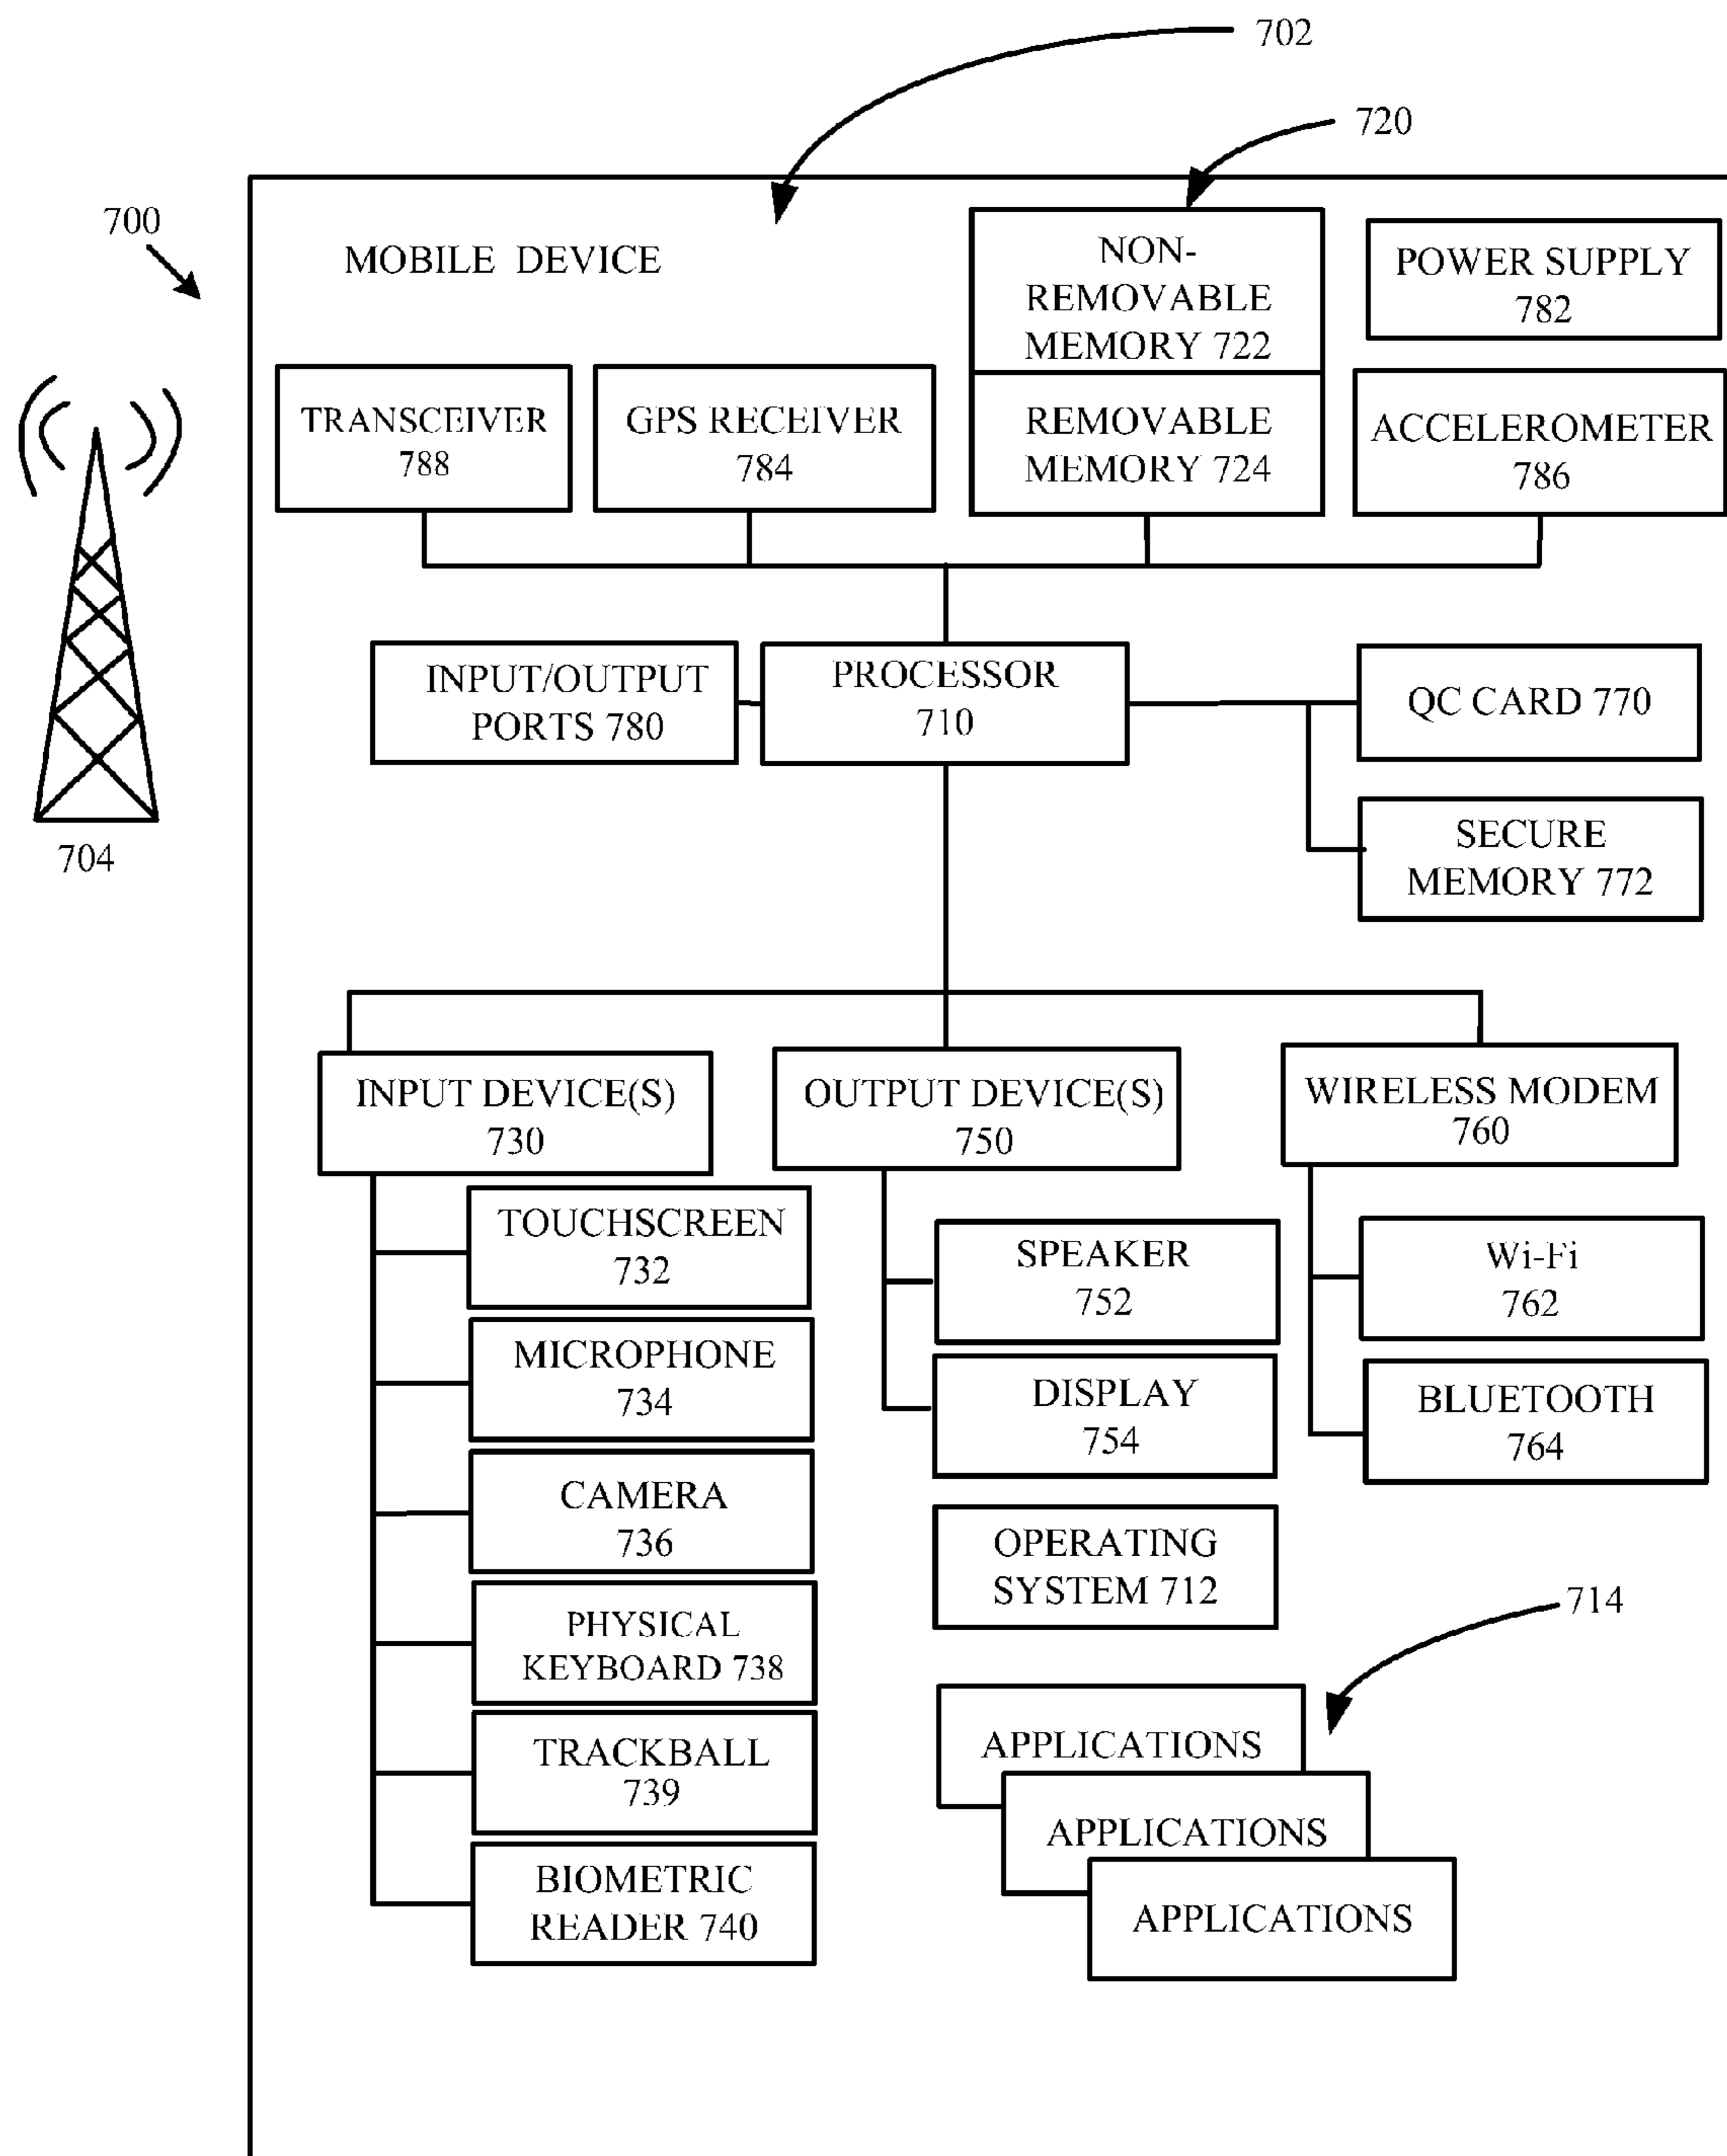 702
720
700
MOBILE DEVICE
NON-
REMOVABLE
MEMORY 722
POWER SUPPLY
782
TRANSCEIVER
788
GPS RECEIVER
784
REMOVABLE
MEMORY 724
ACCELEROMETER
786
INPUT/OUTPUT
PORTS 780
PROCESSOR
710
QC CARD 770
SECURE
MEMORY 772
704
INPUT DEVICE(S)
730
OUTPUT DEVICE(S)
750
WIRELESS MODEM
760
TOUCHSCREEN
732
MICROPHONE
734
CAMERA
736
PHYSICAL
KEYBOARD 738
TRACKBALL
739
BIOMETRIC
READER 740
SPEAKER
752
DISPLAY
754
Wi-Fi
762
BLUETOOTH
764
OPERATING
SYSTEM 712
714
APPLICATIONS
APPLICATIONS
APPLICATIONS